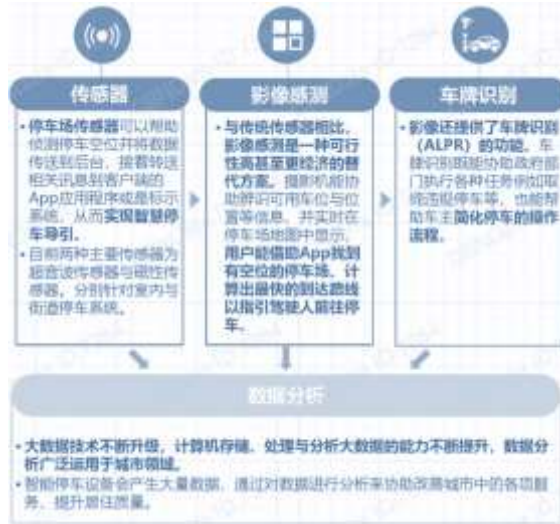 传感器
• 停车场传感器可以帮助
侦测停车空位并将数据
传送到后台，接着转送
相关讯息到客户端的
App应用程序或是标示
系统，从而实现智慧停
车导引。
• 目前两种主要传感器为
超音波传感器与磁性传
感器，分别针对室内与
街道停车系统。
影像感测
• 与传统传感器相比，
影像感测是一种可行
性高甚至更经济的替
代方案。摄影机能协
助辨识可用车位与位
置等信息，并实时在
停车场地图中显示，
用户能借助App找到
有空位的停车场、计
算出最快的到达路线
以指引驾驶人前往停
车。
车牌识别
• 影像还提供了车牌识别
（ALPR）的功能。车
牌识别既能协助政府部
门执行各种任务例如取
缔违规停车等，也能帮
助车主简化停车的操作
流程。
数据分析
• 大数据技术不断升级，计算机存储、处理与分析大数据的能力不断提升，数据分
析广泛运用于城市领域。
• 智能停车设备会产生大量数据，通过对数据进行分析来协助改善城市中的各项服
务、提升居住质量。